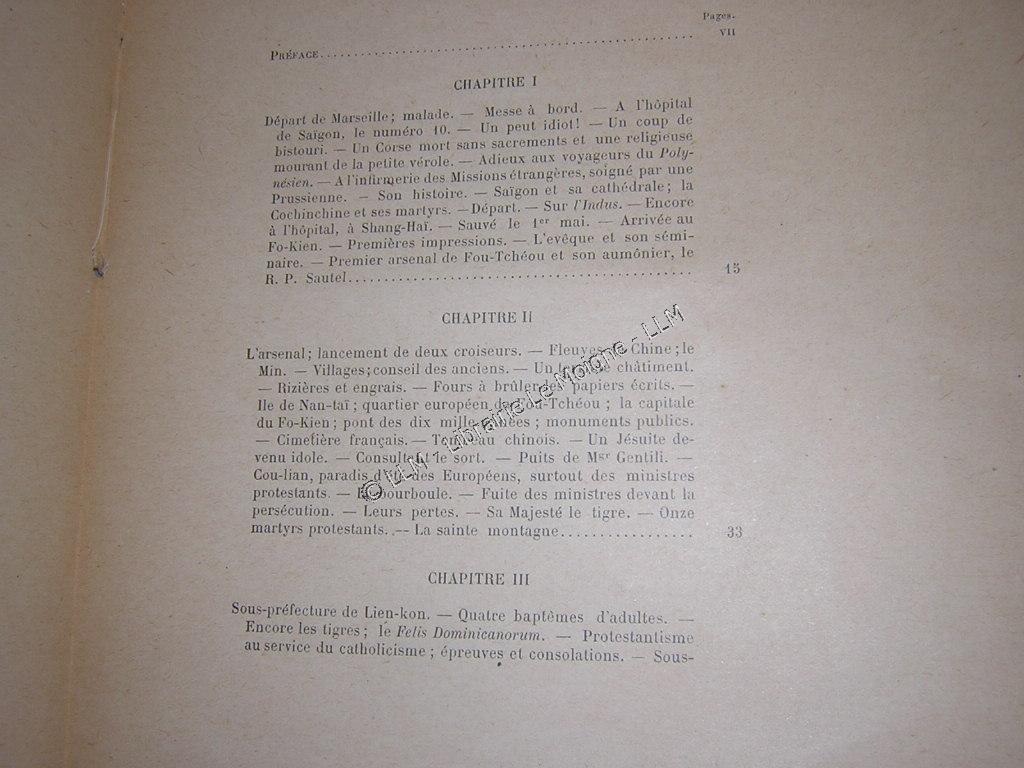 Pages.
PRÉFACE.................................................... VII
CHAPITRE I
Départ de Marseille; malade. — Messe à bord. — A l'hôpital
de Saïgon, le numéro 10. — Un peut idiot! — Un coup de
bistouri. — Un Corse mort sans sacrements et une religieuse
mourant de la petite vérole. — Adieux aux voyageurs du Poly-
nésien. — A l'infirmerie des Missions étrangères, soigné par une
Prussienne. — Son histoire. — Saïgon et sa cathédrale; la
Cochinchine et ses martyrs. — Départ. — Sur l'Indus. — Encore
à l'hôpital, à Shang-Haï. — Sauvé le 1er mai. — Arrivée au
Fo-Kien. — Premières impressions. — L'evêque et son sémi-
naire. — Premier arsenal de Fou-Tchéou et son aumônier, le
R. P. Sautel........................................ 15
CHAPITRE II
L'arsenal; lancement de deux croiseurs. — Fleuves Chine; le
Min. — Villages; conseil des anciens. — Un châtiment.
— Rizières et engrais. — Fours à brûler les papiers écrits. —
Ile de Nan-taï; quartier européen de Fou-Tchéou; la capitale
du Fo-Kien; pont des dix mille années; monuments publics.
— Cimetière français. — Tombeau chinois. — Un Jésuite de-
venu idole. — Consultant le sort. — Puits de Mgr Gentili. —
Cou-lian, paradis d'été des Européens, surtout des ministres
protestants. — bourboule. — Fuite des ministres devant la
persécution. — Leurs pertes. — Sa Majesté le tigre. — Onze
martyrs protestants. — La sainte montagne................. 33
CHAPITRE III
Sous-préfecture de Lien-kon. — Quatre baptèmes d'adultes. —
Encore les tigres; le Felis Dominicanorum. — Protestantisme
au service du catholicisme; épreuves et consolations. — Sous-
© LLM - Librairie Le Moigne - LLM